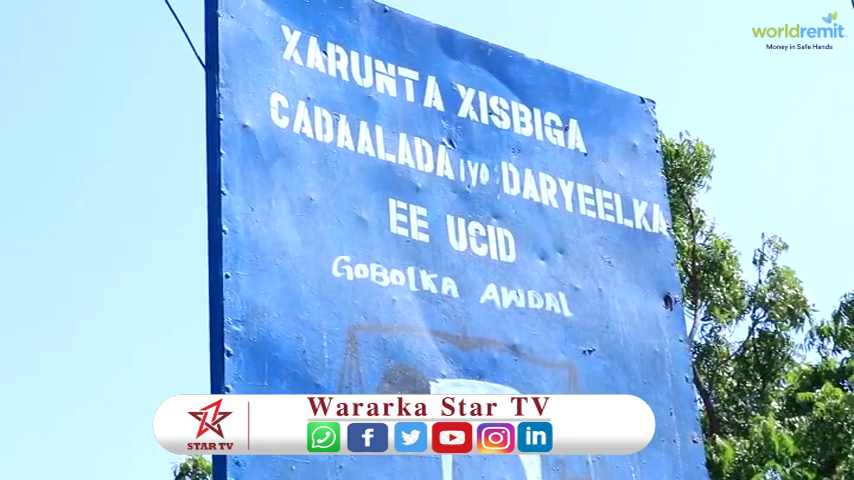 worldremit
Money in Safe Hands
XARUNTA XISBIGA
CADAALADA iyo DARYEELKA
EE UCID
GOBOLKA AWDAL
Wararka Star TV
STAR TV